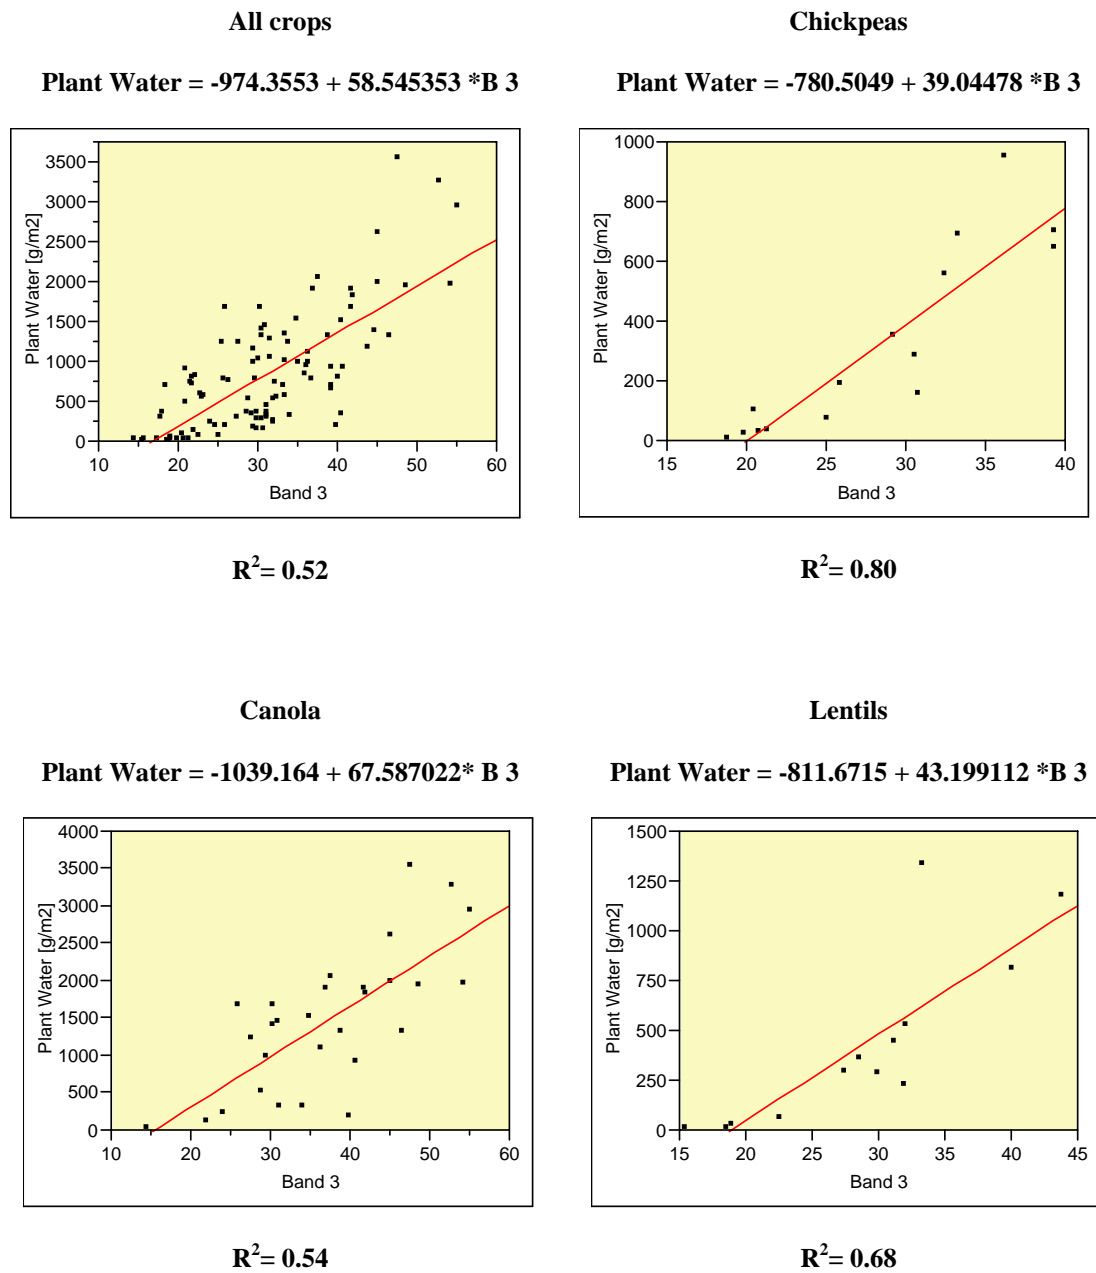 All crops
Plant Water = -974.3553 + 58.545353 *B 3
3500
3000
2500
2000
1500
1000
500
0
Plant Water [g/m2]
10 20 30 40 50 60
Band 3
R²= 0.52
Chickpeas
Plant Water = -780.5049 + 39.04478 *B 3
1000
800
600
400
200
0
Plant Water [g/m2]
15 20 25 30 35 40
Band 3
R²= 0.80
Canola
Plant Water = -1039.164 + 67.587022* B 3
4000
3500
3000
2500
2000
1500
1000
500
0
Plant Water [g/m2]
10 20 30 40 50 60
Band 3
R²= 0.54
Lentils
Plant Water = -811.6715 + 43.199112 *B 3
1500
1250
1000
750
500
250
0
Plant Water [g/m2]
15 20 25 30 35 40 45
Band 3
R²= 0.68